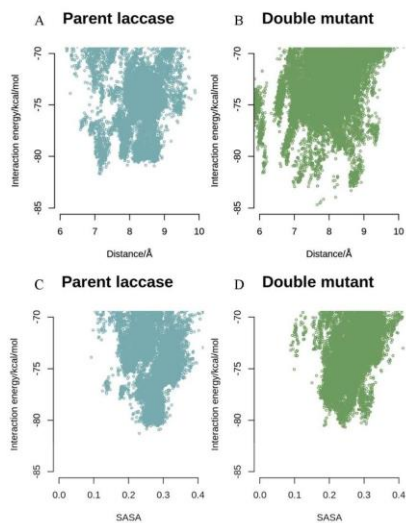 A Parent laccase
B Double mutant
Interaction energy/kcal/mol
-70
-75
-80
-85
6 7 8 9 10
Distance/Å
Interaction energy/kcal/mol
-70
-75
-80
-85
6 7 8 9 10
Distance/Å
C Parent laccase
D Double mutant
Interaction energy/kcal/mol
-70
-75
-80
-85
0.0 0.1 0.2 0.3 0.4
SASA
Interaction energy/kcal/mol
-70
-75
-80
-85
0.0 0.1 0.2 0.3 0.4
SASA